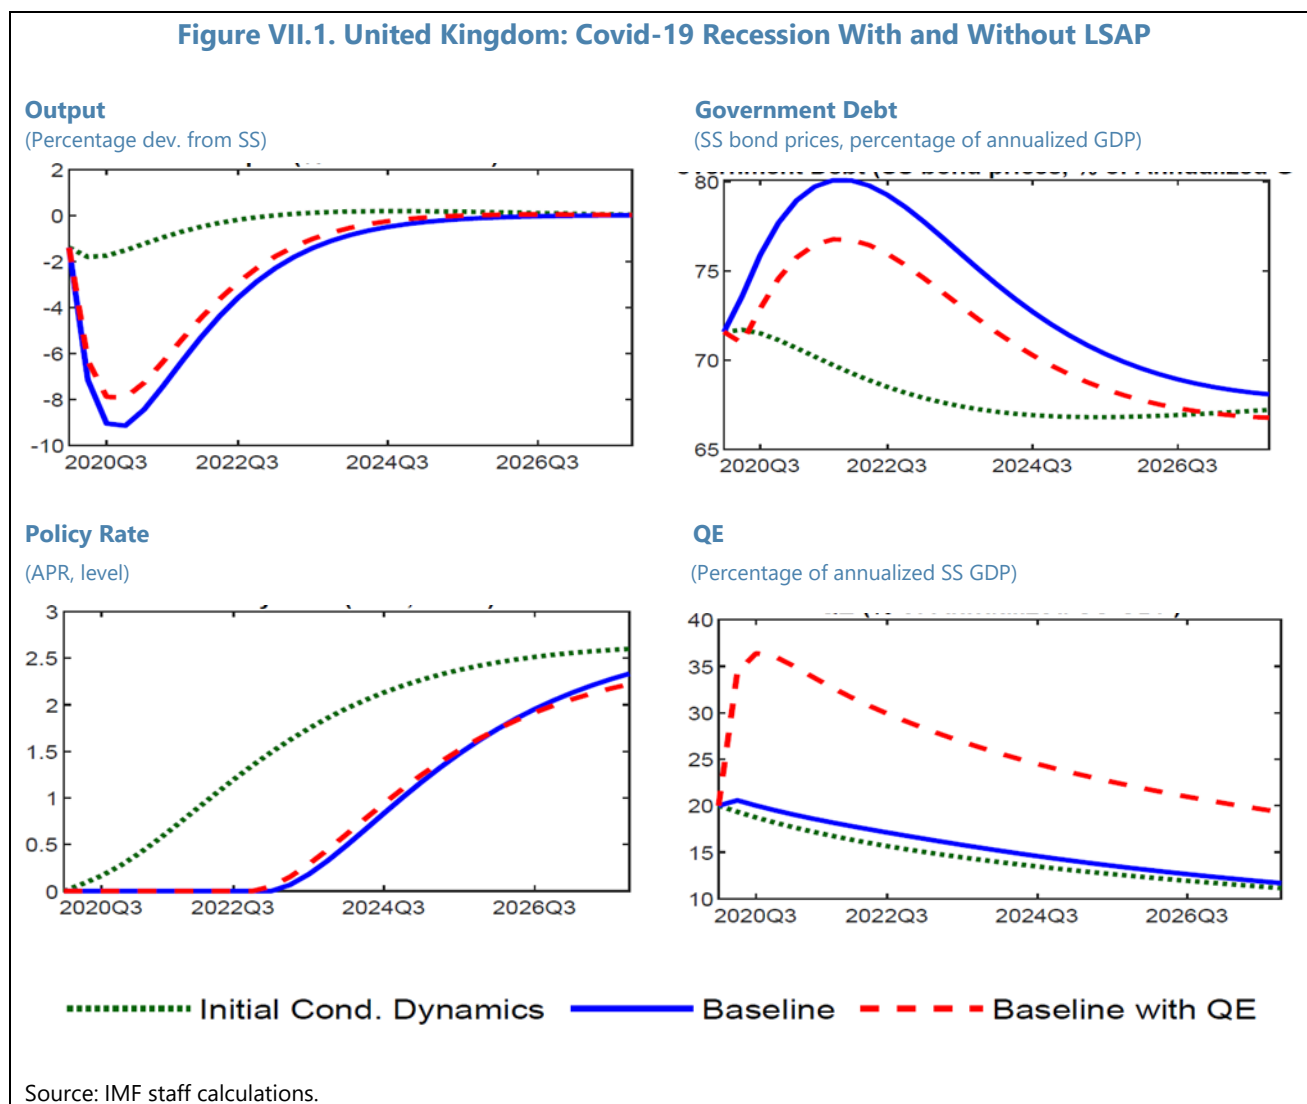 Figure VII.1. United Kingdom: Covid-19 Recession With and Without LSAP
Output
(Percentage dev. from SS)
2
0
-2
-4
-6
-8
-10
2020Q3 2022Q3 2024Q3 2026Q3
Government Debt
(SS bond prices, percentage of annualized GDP)
80
75
70
65
2020Q3 2022Q3 2024Q3 2026Q3
Policy Rate
(APR, level)
3
2.5
2
1.5
1
0.5
0
2020Q3 2022Q3 2024Q3 2026Q3
QE
(Percentage of annualized SS GDP)
40
35
30
25
20
15
10
2020Q3 2022Q3 2024Q3 2026Q3
Initial Cond. Dynamics Baseline Baseline with QE
Source: IMF staff calculations.